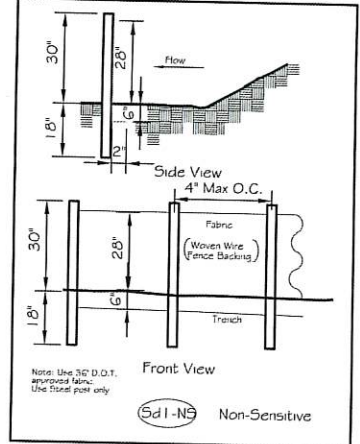 30"
28"
Flow
18"
6"
2"
Side View
4" Max O.C.
30"
28"
Fabric
(Woven Wire
Fence Backing)
18"
6"
Trench
Front View
Note: Use 36" D.O.T.
approved fabric.
Use Steel post only
Sd1-NS Non-Sensitive